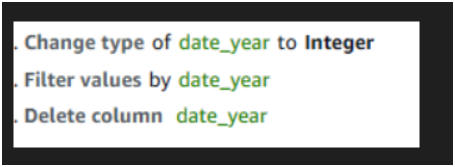 . Change type of date_year to Integer
. Filter values by date_year
. Delete column date_year